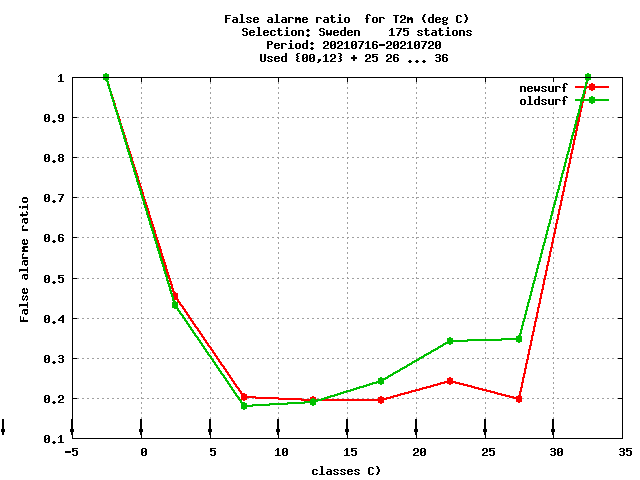 False alarme ratio  for T2m (deg C)
Selection: Sweden    175 stations
Period: 20210716-20210720
Used {00,12} + 25 26 ... 36
newsurf
oldsurf
1
0,9
0,8
0,7
0,6
0,5
0,4
0,3
0,2
0,1
False alarme ratio
-5 0 5 10 15 20 25 30 35
classes C)